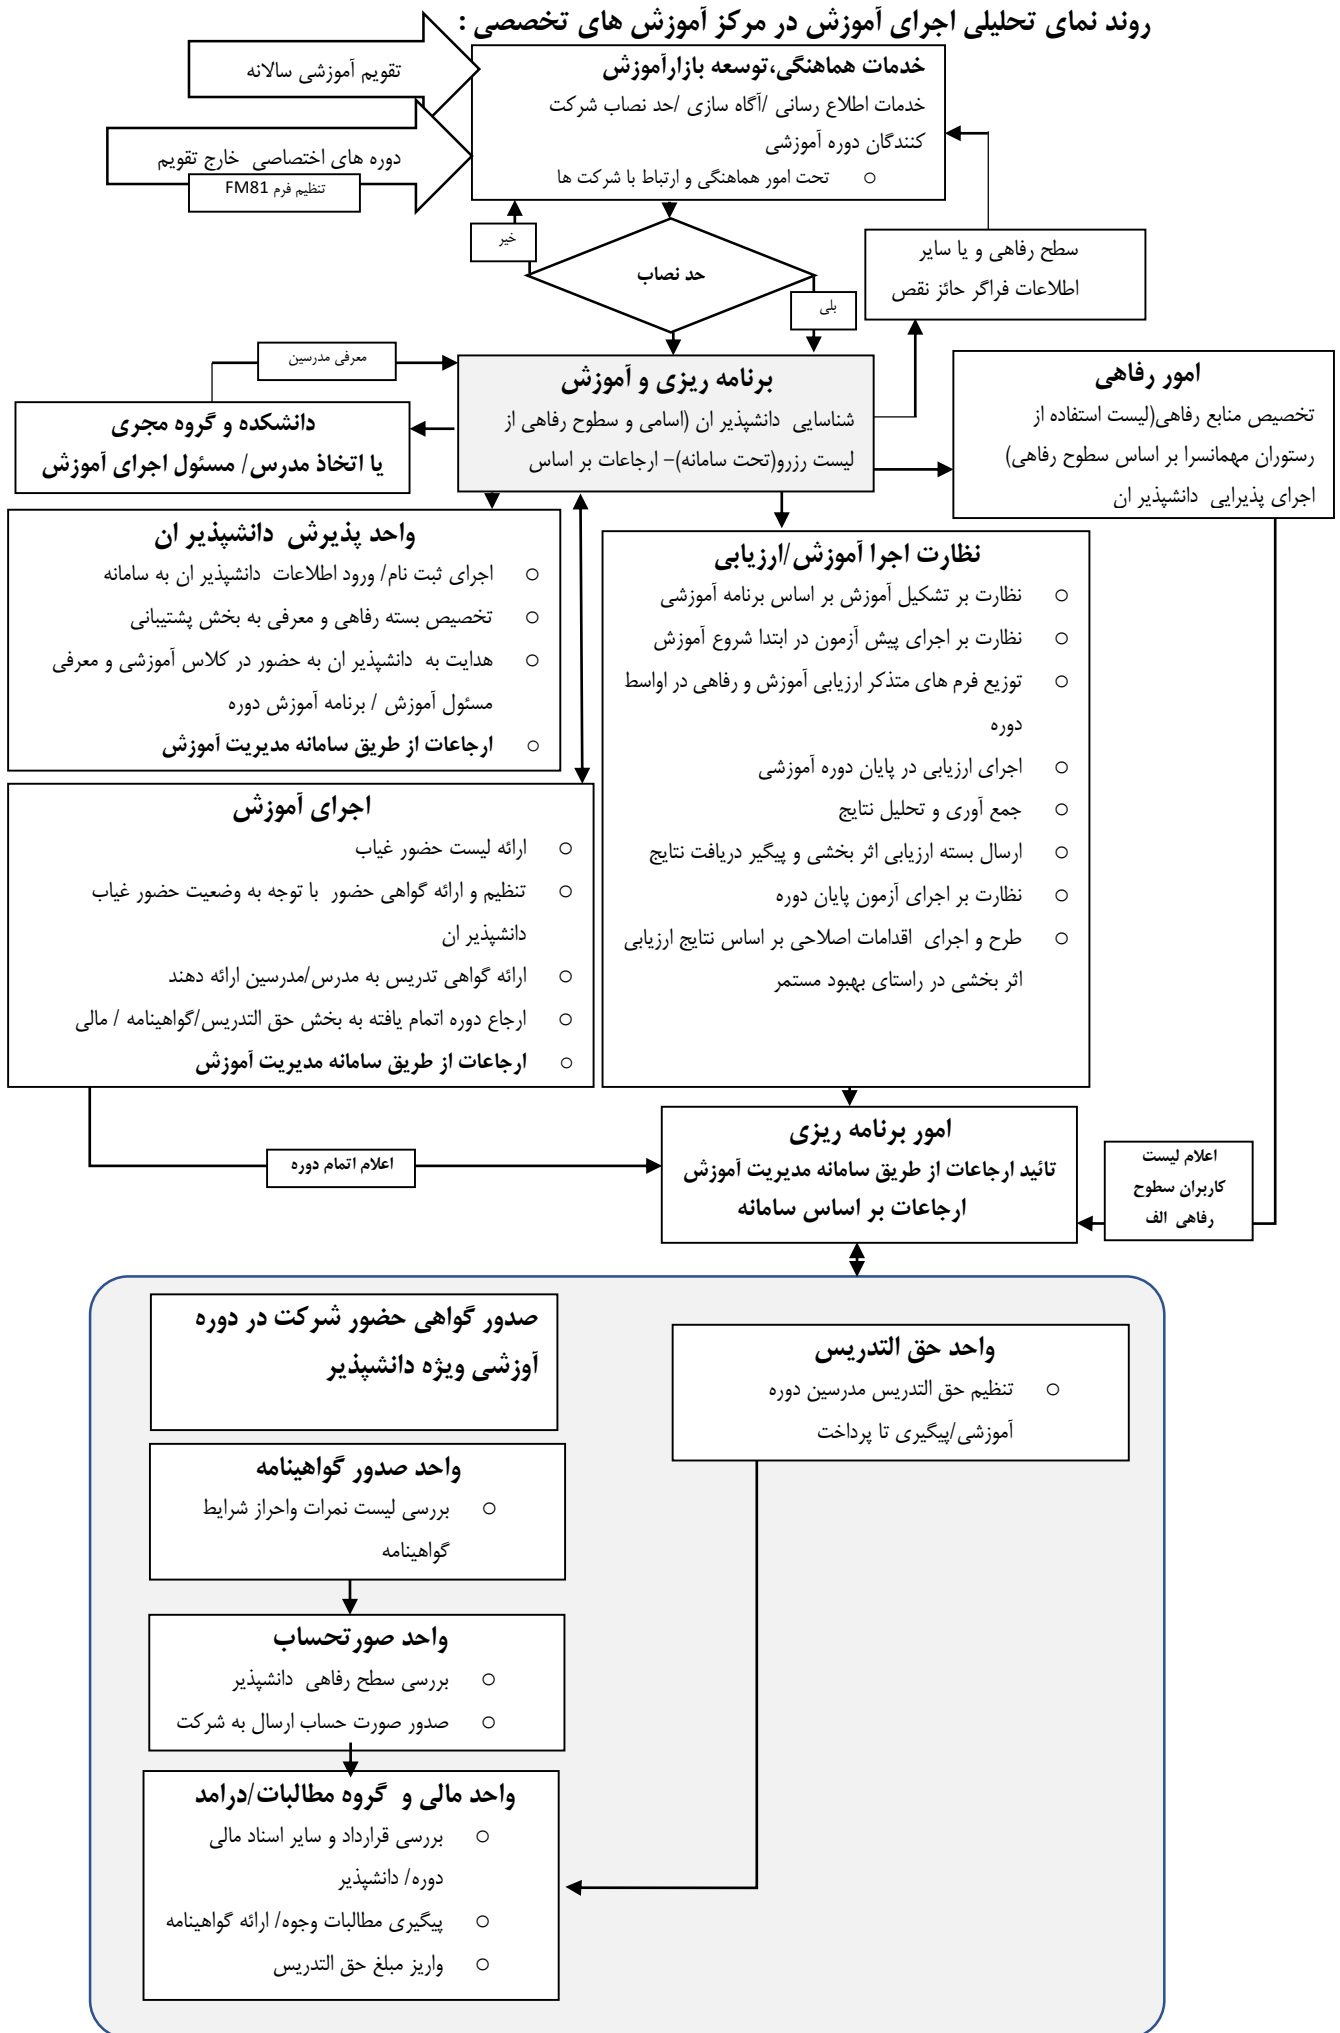 روند نمای تحلیلی اجرای آموزش در مرکز آموزش های تخصصی :
تقویم آموزشی سالانه
دوره های اختصاصی خارج تقویم
تنظیم فرم FM81
خدمات هماهنگی،توسعه بازارآموزش
خدمات اطلاع رسانی /آگاه سازی /حد نصاب شرکت
کنندگان دوره آموزشی
○ تحت امور هماهنگی و ارتباط با شرکت ها
خیر
حد نصاب
بلی
سطح رفاهی و یا سایر
اطلاعات فراگر حائز نقص
معرفی مدرسین
برنامه ریزی و آموزش
شناسایی دانشپذیر ان (اسامی و سطوح رفاهی از
لیست رزرو(تحت سامانه)– ارجاعات بر اساس
امور رفاهی
تخصیص منابع رفاهی(لیست استفاده از
رستوران مهمانسرا بر اساس سطوح رفاهی)
اجرای پذیرایی دانشپذیر ان
دانشکده و گروه مجری
یا اتخاذ مدرس/ مسئول اجرای آموزش
واحد پذیرش دانشپذیر ان
○ اجرای ثبت نام/ ورود اطلاعات دانشپذیر ان به سامانه
○ تخصیص بسته رفاهی و معرفی به بخش پشتیبانی
○ هدایت به دانشپذیر ان به حضور در کلاس آموزشی و معرفی
مسئول آموزش / برنامه آموزش دوره
○ ارجاعات از طریق سامانه مدیریت آموزش
نظارت اجرا آموزش/ارزیابی
○ نظارت بر تشکیل آموزش بر اساس برنامه آموزشی
○ نظارت بر اجرای پیش آزمون در ابتدا شروع آموزش
○ توزیع فرم های متذکر ارزیابی آموزش و رفاهی در اواسط
دوره
○ اجرای ارزیابی در پایان دوره آموزشی
○ جمع آوری و تحلیل نتایج
○ ارسال بسته ارزیابی اثر بخشی و پیگیر دریافت نتایج
○ نظارت بر اجرای آزمون پایان دوره
○ طرح و اجرای اقدامات اصلاحی بر اساس نتایج ارزیابی
اثر بخشی در راستای بهبود مستمر
اجرای آموزش
○ ارائه لیست حضور غیاب
○ تنظیم و ارائه گواهی حضور با توجه به وضعیت حضور غیاب
دانشپذیر ان
○ ارائه گواهی تدریس به مدرس/مدرسین ارائه دهند
○ ارجاع دوره اتمام یافته به بخش حق التدریس/گواهینامه / مالی
○ ارجاعات از طریق سامانه مدیریت آموزش
اعلام اتمام دوره
امور برنامه ریزی
تائید ارجاعات از طریق سامانه مدیریت آموزش
ارجاعات بر اساس سامانه
اعلام لیست
کاربران سطوح
رفاهی الف
صدور گواهی حضور شرکت در دوره
آوزشی ویژه دانشپذیر
واحد حق التدریس
○ تنظیم حق التدریس مدرسین دوره
آموزشی/پیگیری تا پرداخت
واحد صدور گواهینامه
○ بررسی لیست نمرات واحراز شرایط
گواهینامه
واحد صورتحساب
○ بررسی سطح رفاهی دانشپذیر
○ صدور صورت حساب ارسال به شرکت
واحد مالی و گروه مطالبات/درامد
○ بررسی قرارداد و سایر اسناد مالی
دوره/ دانشپذیر
○ پیگیری مطالبات وجوه/ ارائه گواهینامه
○ واریز مبلغ حق التدریس